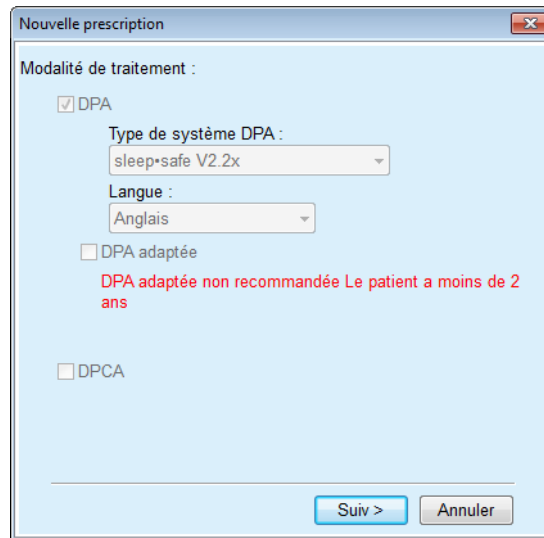 Nouvelle prescription
Modalité de traitement :
DPA
Type de système DPA :
sleep•safe V2.2x
Langue :
Anglais
DPA adaptée
DPA adaptée non recommandée Le patient a moins de 2
ans
DPCA
Suiv >
Annuler